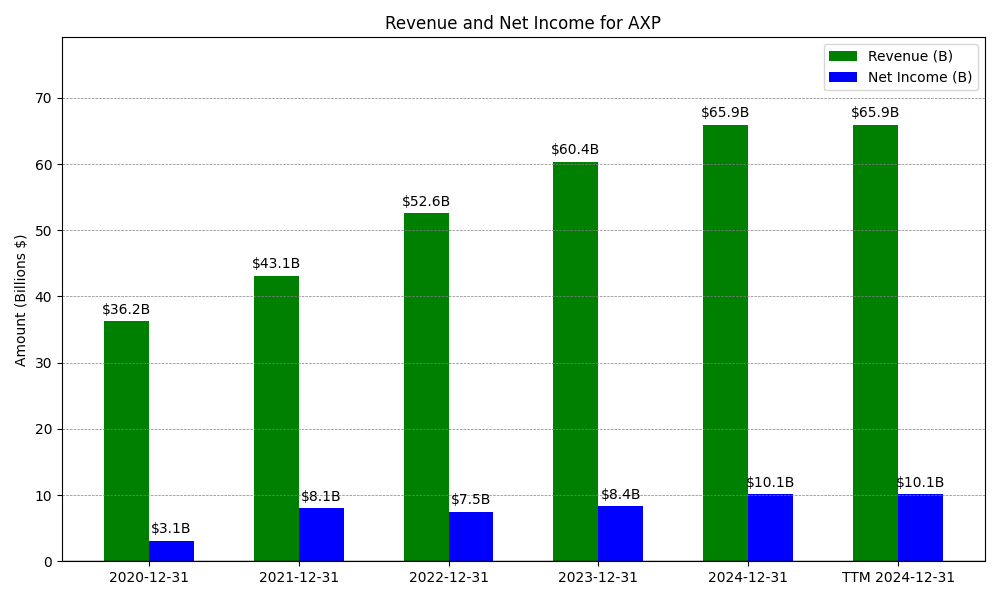 Revenue and Net Income for AXP
Revenue (B)
Net Income (B)
Amount (Billions $)
70
60
50
40
30
20
10
0
$36.2B
$3.1B
$43.1B
$8.1B
$52.6B
$7.5B
$60.4B
$8.4B
$65.9B
$10.1B
$65.9B
$10.1B
2020-12-31
2021-12-31
2022-12-31
2023-12-31
2024-12-31
TTM 2024-12-31